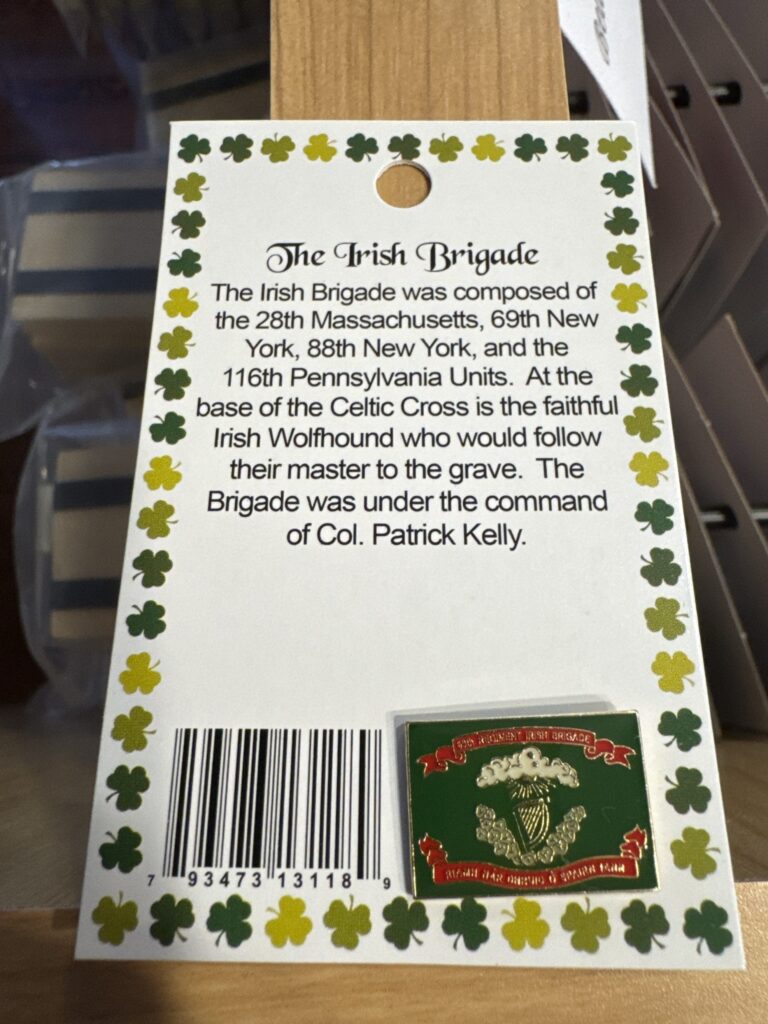 The Irish Brigade
The Irish Brigade was composed of
the 28th Massachusetts, 69th New
York, 88th New York, and the
116th Pennsylvania Units.  At the
base of the Celtic Cross is the faithful
Irish Wolfhound who would follow
their master to the grave.  The
Brigade was under the command
of Col. Patrick Kelly.
REGIMENT IRISH BRIGADE
7 93473 13118 9